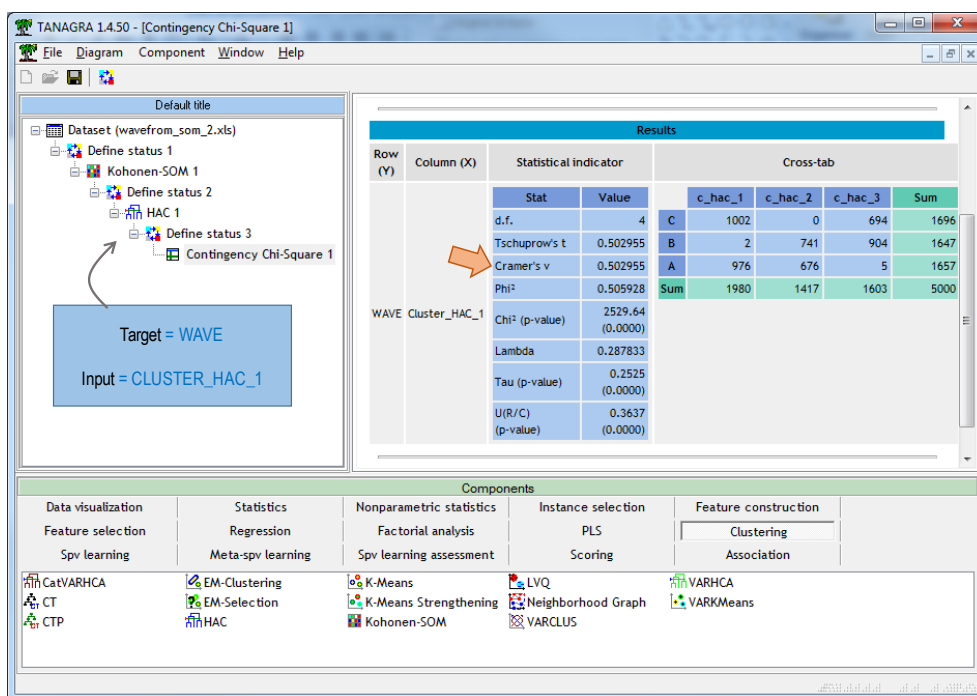 TANAGRA 1.4.50 - [Contingency Chi-Square 1]
File Diagram Component Window Help
Default title
Dataset (wavefrom_som_2.xls)
Define status 1
Kohonen-SOM 1
Define status 2
HAC 1
Define status 3
Contingency Chi-Square 1
Target = WAVE
Input = CLUSTER_HAC_1
Results
Row (Y) Column (X) Statistical indicator Cross-tab
WAVE Cluster_HAC_1
Stat Value
d.f. 4
Tschuprow's t 0.502955
Cramer's v 0.502955
Phi² 0.505928
Chi² (p-value) 2529.64 (0.0000)
Lambda 0.287833
Tau (p-value) 0.2525 (0.0000)
U(R/C) (p-value) 0.3637 (0.0000)
c_hac_1 c_hac_2 c_hac_3 Sum
C 1002 0 694 1696
B 2 741 904 1647
A 976 676 5 1657
Sum 1980 1417 1603 5000
Components
Data visualization Statistics Nonparametric statistics Instance selection Feature construction
Feature selection Regression Factorial analysis PLS Clustering
Spv learning Meta-spv learning Spv learning assessment Scoring Association
CatVARHCA EM-Clustering K-Means LVQ VARHCA
CT EM-Selection K-Means Strengthening Neighborhood Graph VARKMeans
CTP HAC Kohonen-SOM VARCLUS